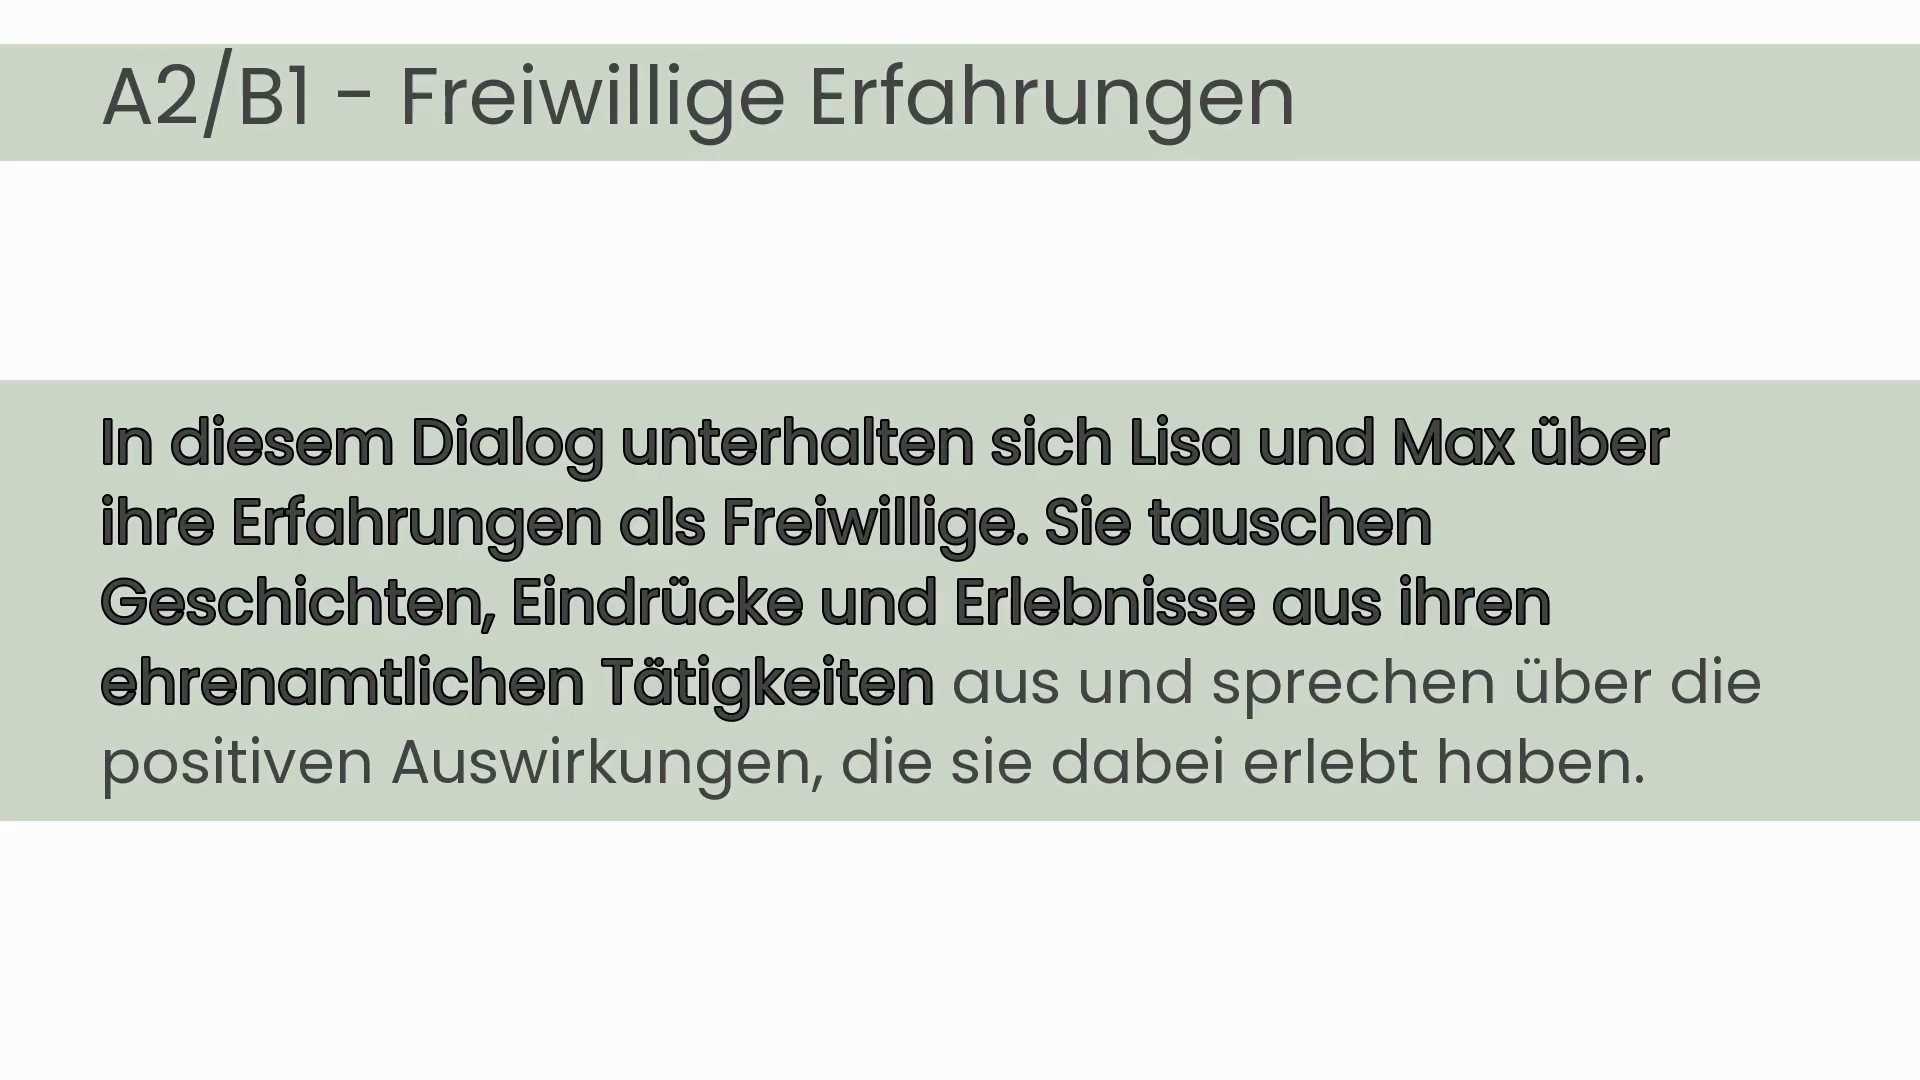 A2/B1 - Freiwillige Erfahrungen
In diesem Dialog unterhalten sich Lisa und Max über
ihre Erfahrungen als Freiwillige. Sie tauschen
Geschichten, Eindrücke und Erlebnisse aus ihren
ehrenamtlichen Tätigkeiten aus und sprechen über die
positiven Auswirkungen, die sie dabei erlebt haben.